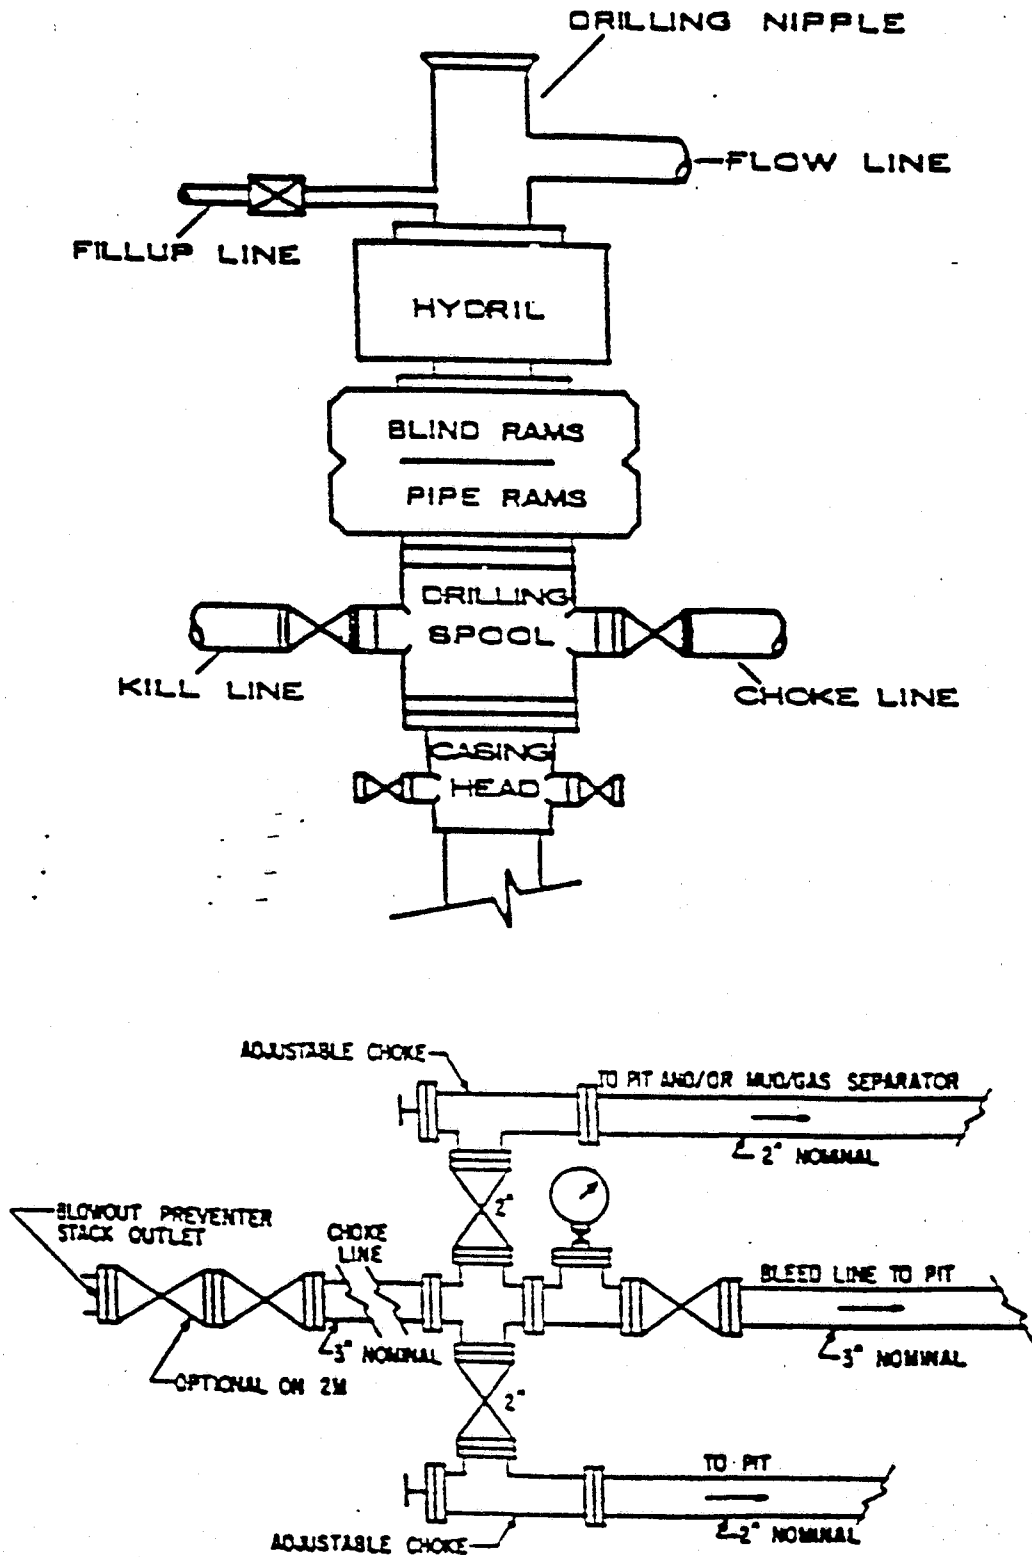 DRILLING NIPPLE
FLOW LINE
FILLUP LINE
HYDRIL
BLIND RAMS
PIPE RAMS
DRILLING
SPOOL
KILL LINE
CHOKE LINE
CASING
HEAD
ADJUSTABLE CHOKE
TO PIT AND/OR MUD/GAS SEPARATOR
2" NOMINAL
2"
BLOWOUT PREVENTER
STACK OUTLET
CHOKE
LINE
BLEED LINE TO PIT
3" NOMINAL
3" NOMINAL
OPTIONAL ON 2M
2"
TO PIT
2" NOMINAL
ADJUSTABLE CHOKE